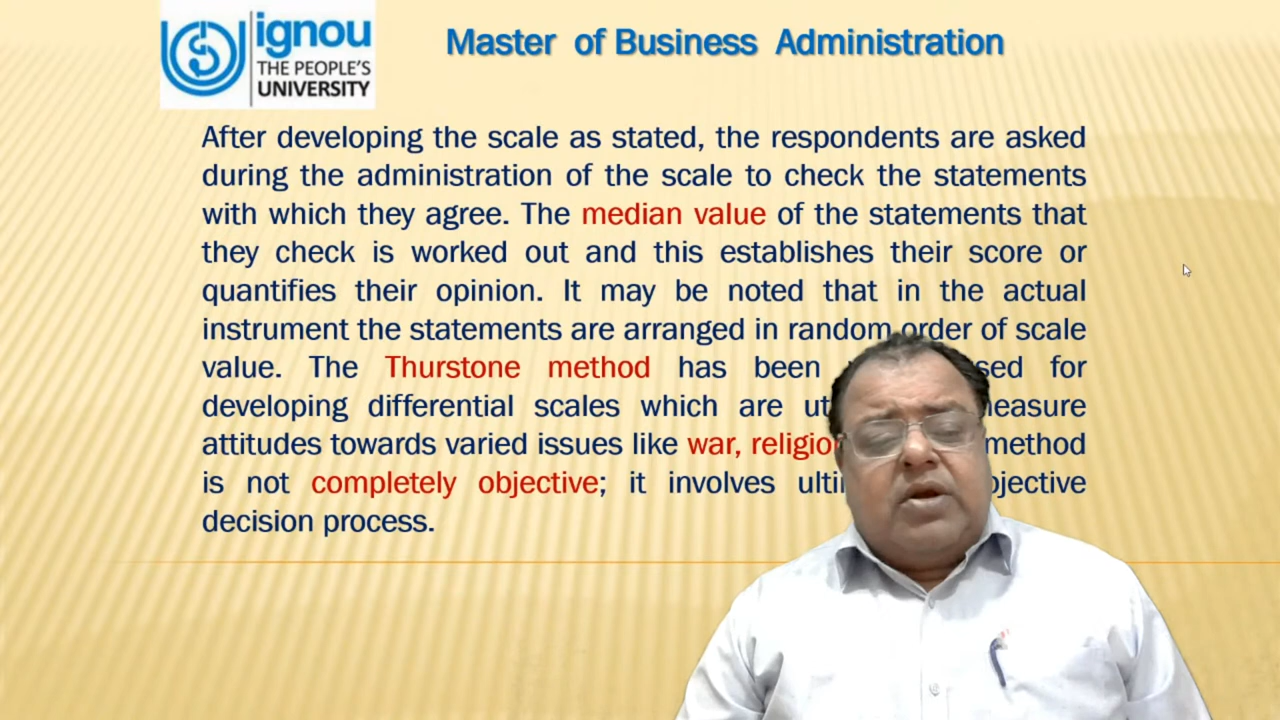 ignou
THE PEOPLE'S
UNIVERSITY
Master of Business Administration
After developing the scale as stated, the respondents are asked
during the administration of the scale to check the statements
with which they agree. The median value of the statements that
they check is worked out and this establishes their score or
quantifies their opinion. It may be noted that in the actual
instrument the statements are arranged in random order of scale
value. The Thurstone method has been for
developing differential scales which are
attitudes towards varied issues like war, method
is not completely objective; it involves
decision process.